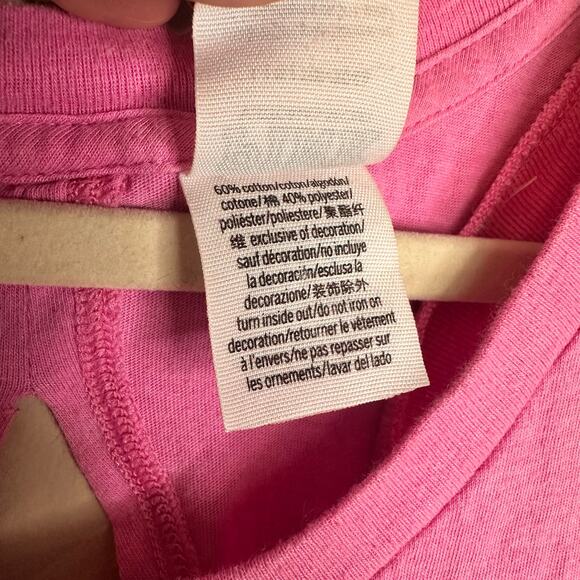 60% cotton/coton/algodón/
cotone/棉 40% polyester/
poliéster/poliestere/聚酯纤
维 exclusive of decoration/
sauf décoration/no incluye
la decoración/esclusa la
decorazione/装饰除外
turn inside out/do not iron on
decoration/retourner le vêtement
à l'envers/ne pas repasser sur
les ornements/lavar del lado